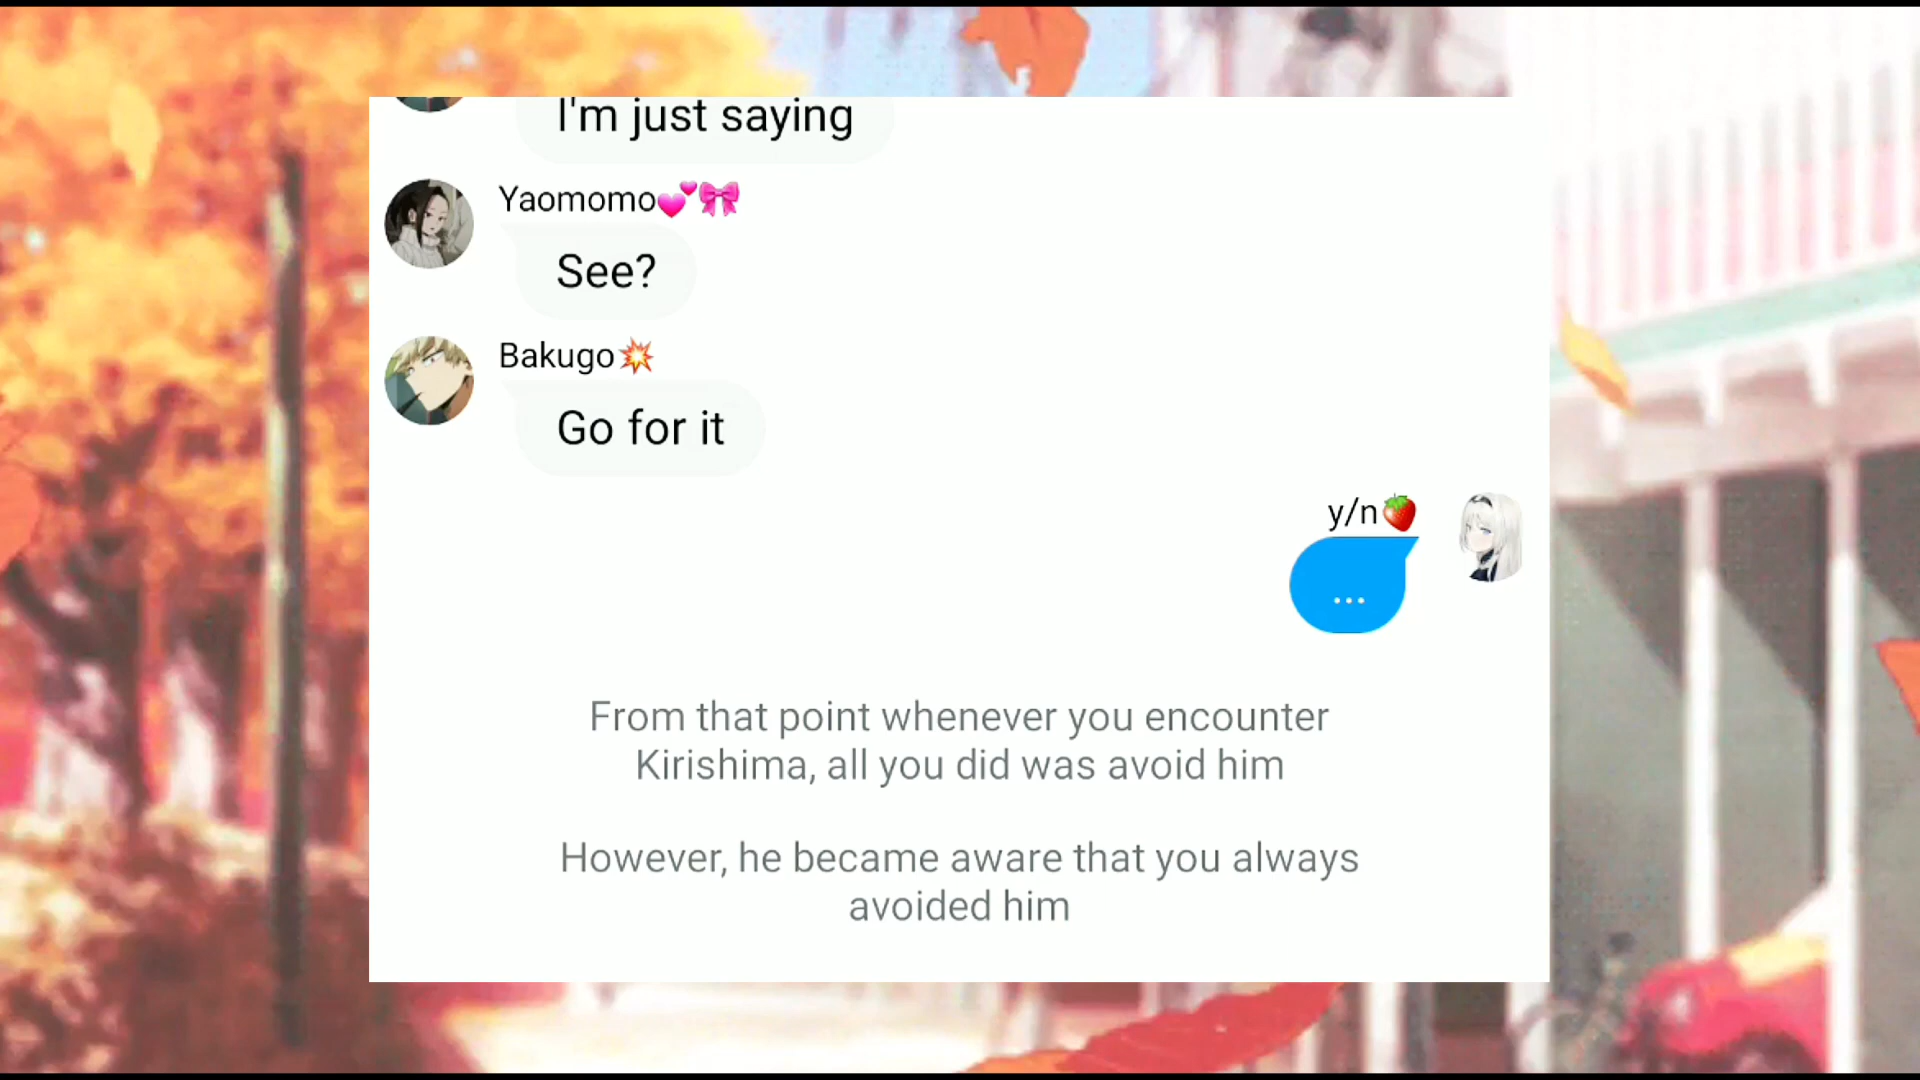 I'm just saying
Yaomomo💕🎀
See?
Bakugo💥
Go for it
y/n🍓
...
From that point whenever you encounter
Kirishima, all you did was avoid him
However, he became aware that you always
avoided him